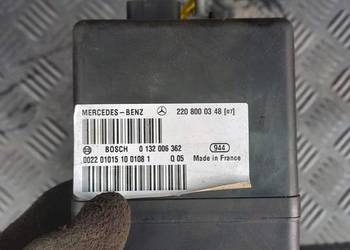 MERCEDES-BENZ 220 800 03 48 [07]
BOSCH 0 132 006 362
944
0022 01015 10 0108 1 Q 05 Made in France